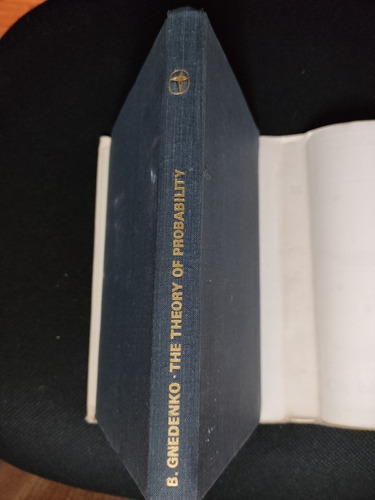 B. GNEDENKO · THE THEORY OF PROBABILITY